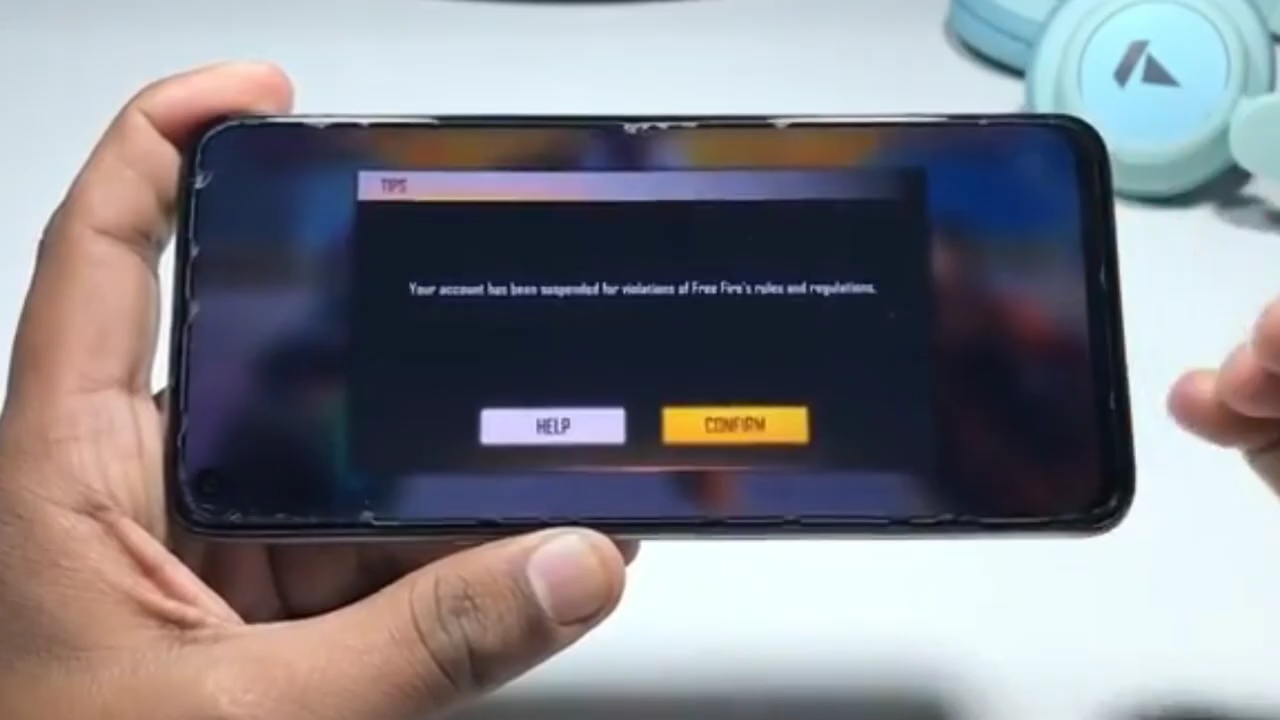 TIPS
Your account has been suspended for violations of Free Fire's rules and regulations.
HELP
CONFIRM